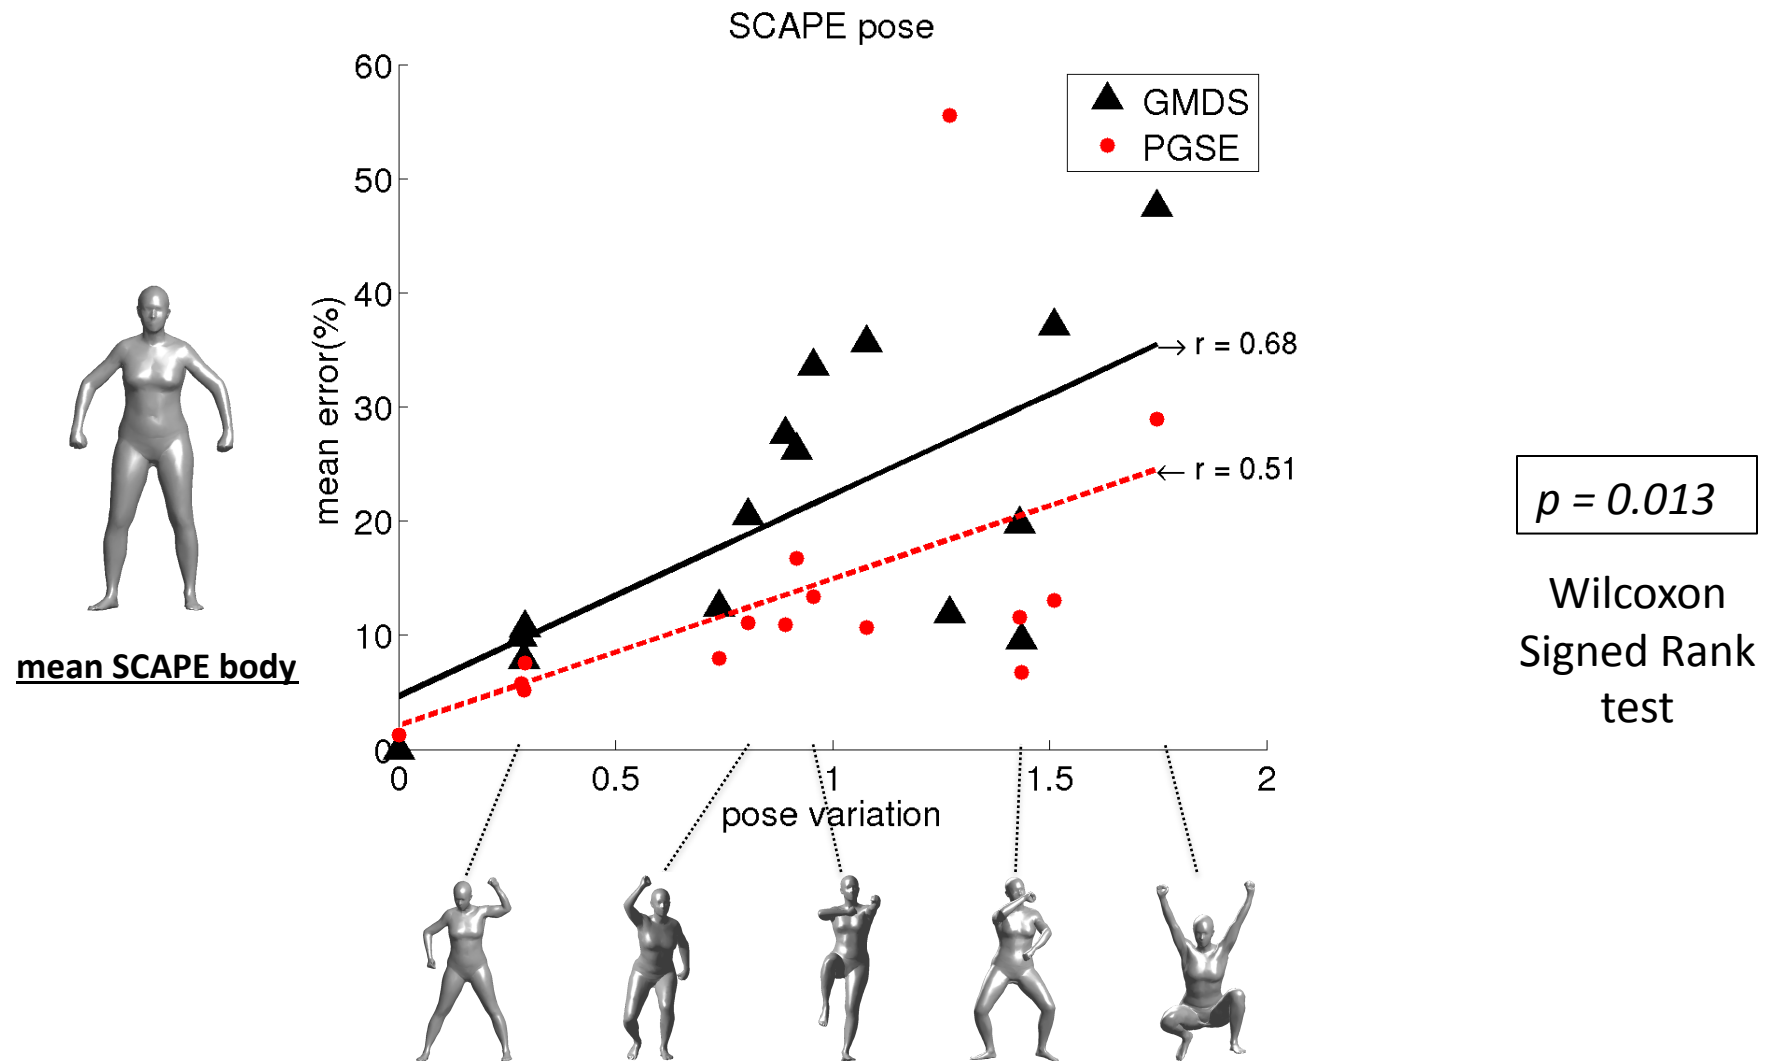 SCAPE pose
60
50
40
30
20
10
0
mean error(%)
GMDS
PGSE
→ r = 0.68
← r = 0.51
0
0.5
1
1.5
2
pose variation
mean SCAPE body
p = 0.013
Wilcoxon
Signed Rank
test